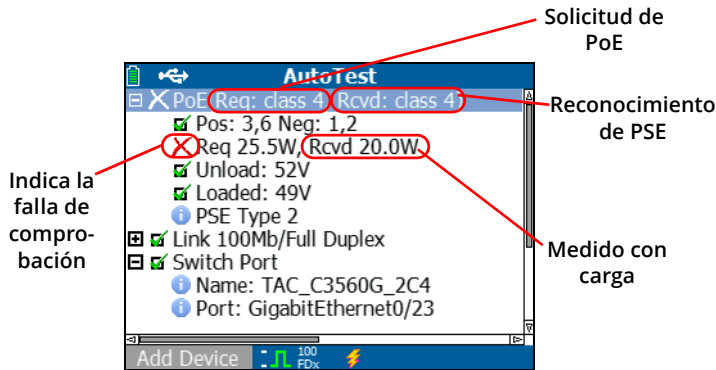 Solicitud de
PoE
AutoTest
PoE Req: class 4 Rcvd: class 4
Reconocimiento
de PSE
Pos: 3,6 Neg: 1,2
Req 25.5W, Rcvd 20.0W
Indica la
falla de
compro-
bación
Unload: 52V
Loaded: 49V
PSE Type 2
Link 100Mb/Full Duplex
Switch Port
Medido con
carga
Name: TAC_C3560G_2C4
Port: GigabitEthernet0/23
Add Device
100
FDx